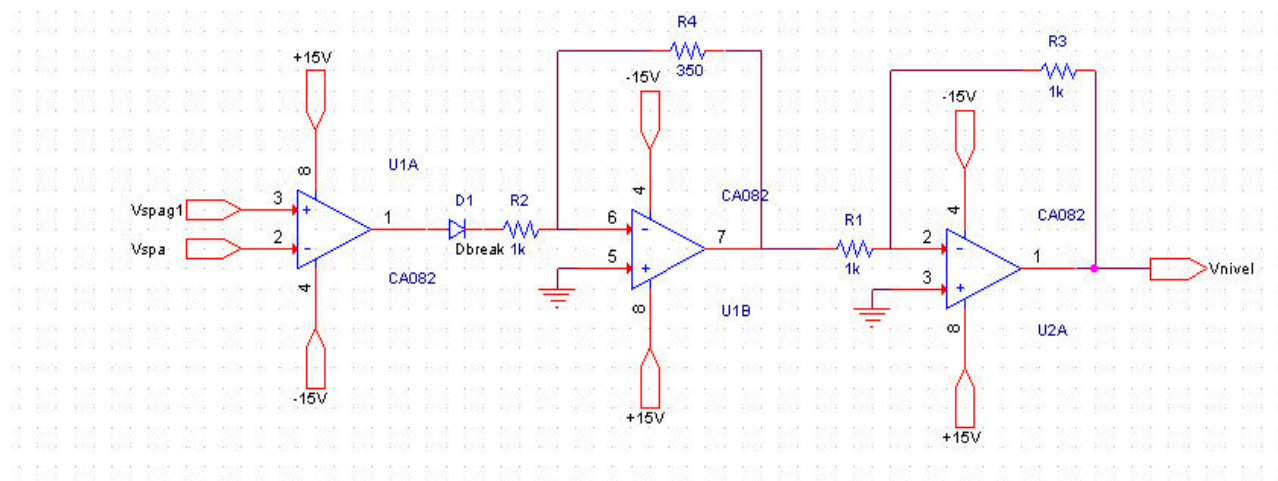 R4
350
R3
1k
+15V
-15V
-15V
8
U1A
4
CA082
4
CA082
Vspag1
3
+
1
D1
R2
6
-
7
R1
2
-
1
Vnivel
Vspa
2
-
Dbreak
1k
5
+
1k
3
+
4
CA082
8
U1B
8
U2A
-15V
+15V
+15V